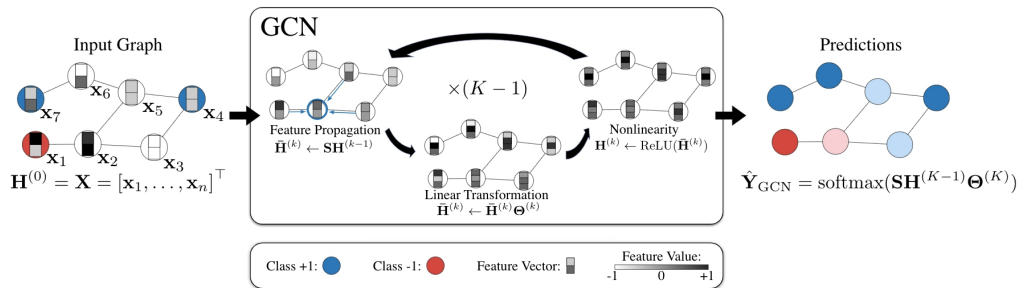 GCN
Input Graph
x₆
x₇
x₅
x₄
x₁
x₂
x₃
H⁽⁰⁾ = X = [x₁, . . . , xₙ]⊤
×(K − 1)
Feature Propagation
H̄⁽ᵏ⁾ ← SH⁽ᵏ⁻¹⁾
Linear Transformation
H̃⁽ᵏ⁾ ← H̄⁽ᵏ⁾Θ⁽ᵏ⁾
Nonlinearity
H⁽ᵏ⁾ ← ReLU(H̃⁽ᵏ⁾)
Predictions
Ŷ_GCN = softmax(SH⁽ᴷ⁻¹⁾Θ⁽ᴷ⁾)
Class +1:
Class -1:
Feature Vector:
Feature Value:
-1 0 +1